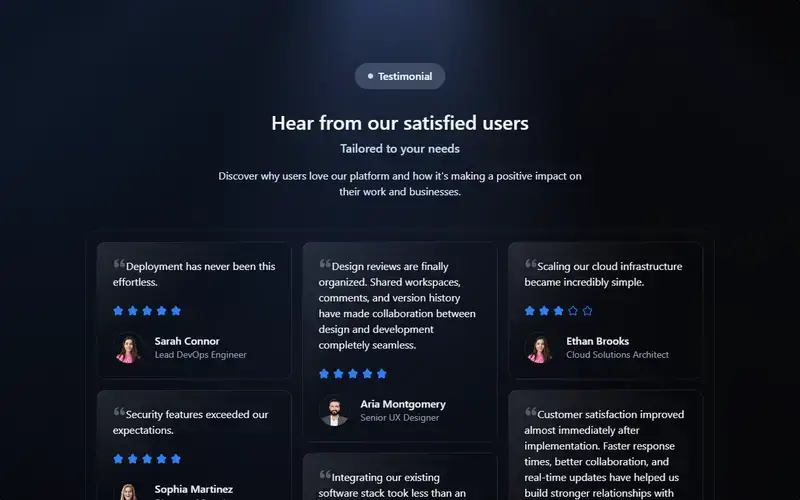 Testimonial
Hear from our satisfied users
Tailored to your needs
Discover why users love our platform and how it's making a positive impact on
their work and businesses.
“Deployment has never been this
effortless.
Sarah Connor
Lead DevOps Engineer
“Security features exceeded our
expectations.
Sophia Martinez
“Design reviews are finally
organized. Shared workspaces,
comments, and version history
have made collaboration between
design and development
completely seamless.
Aria Montgomery
Senior UX Designer
“Integrating our existing
software stack took less than an
“Scaling our cloud infrastructure
became incredibly simple.
Ethan Brooks
Cloud Solutions Architect
“Customer satisfaction improved
almost immediately after
implementation. Faster response
times, better collaboration, and
real-time updates have helped us
build stronger relationships with